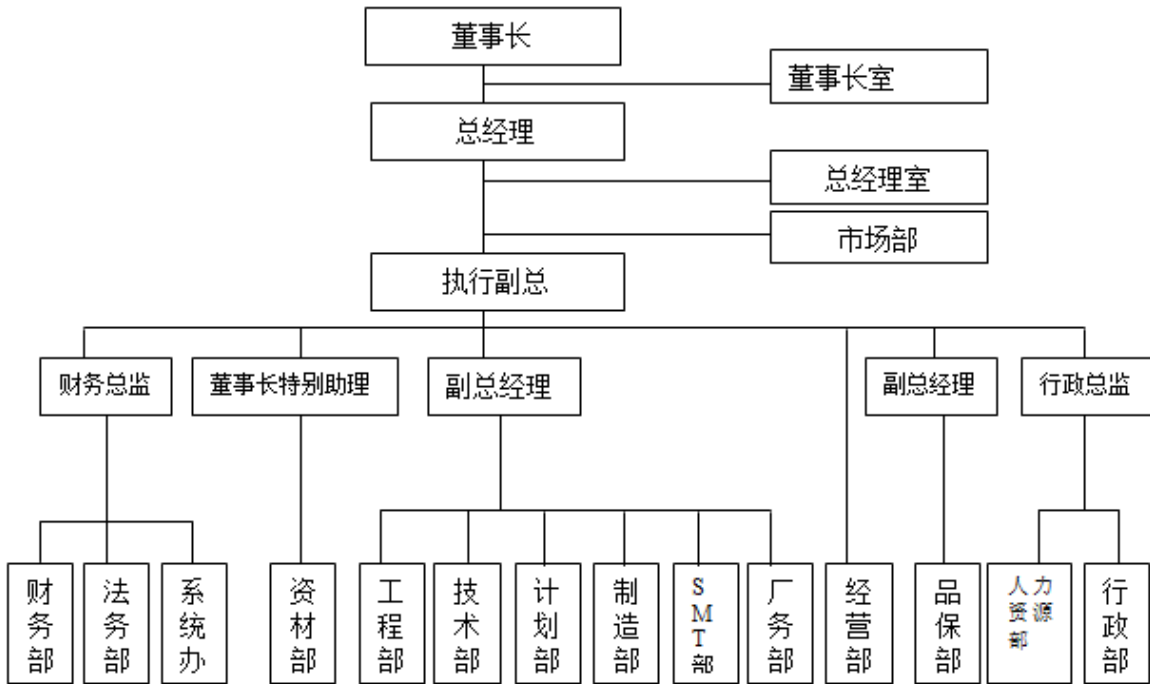 董事长
董事长室
总经理
总经理室
市场部
执行副总
财务总监
董事长特别助理
副总经理
副总经理
行政总监
财务部
法务部
系统办
资材部
工程部
技术部
计划部
制造部
SMT部
厂务部
经营部
品保部
人力资源部
行政部